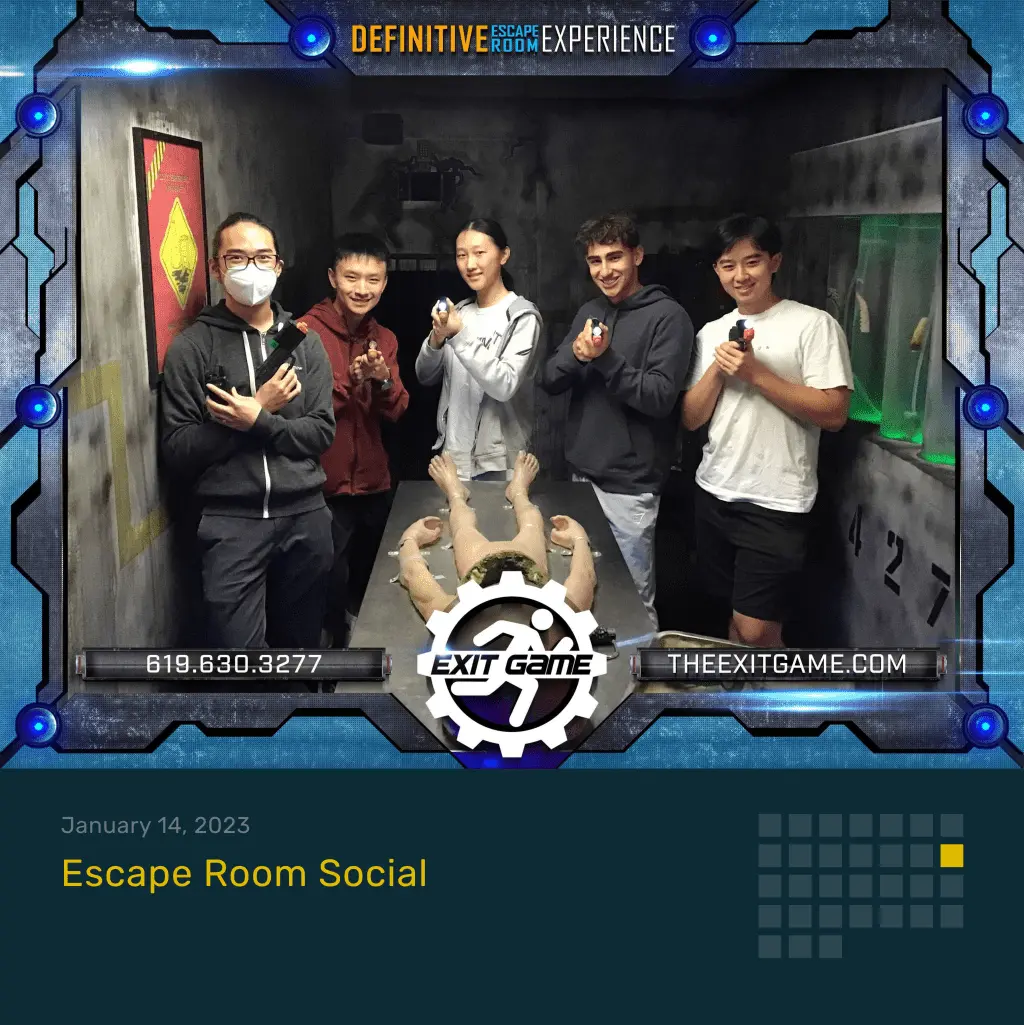 DEFINITIVE ESCAPE ROOM EXPERIENCE
427
619.630.3277
EXIT GAME
THEEXITGAME.COM
January 14, 2023
Escape Room Social